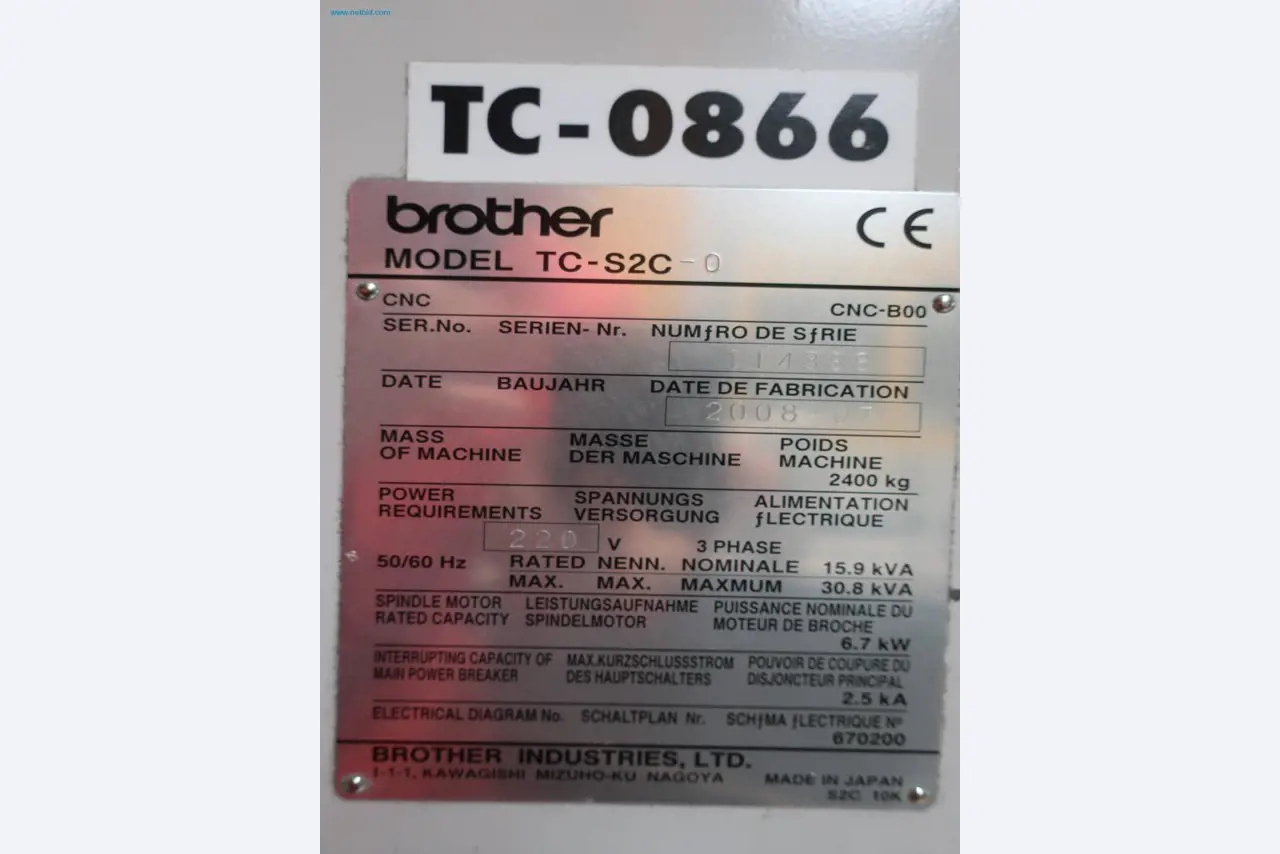 www.netbid.com
TC-0866
brother
CE
MODEL TC-S2C-0
CNC CNC-B00
SER.No. SERIEN-Nr. NUMƒRO DE SƒRIE
DATE BAUJAHR DATE DE FABRICATION
2008
MASS MASSE POIDS
OF MACHINE DER MASCHINE MACHINE
2400 kg
POWER SPANNUNGS ALIMENTATION
REQUIREMENTS VERSORGUNG ƒLECTRIQUE
220 V 3 PHASE
50/60 Hz RATED NENN. NOMINALE 15.9 kVA
MAX. MAX. MAXMUM 30.8 kVA
SPINDLE MOTOR LEISTUNGSAUFNAHME PUISSANCE NOMINALE DU
RATED CAPACITY SPINDELMOTOR MOTEUR DE BROCHE
6.7 kW
INTERRUPTING CAPACITY OF MAX.KURZSCHLUSSSTROM POUVOIR DE COUPURE DU
MAIN POWER BREAKER DES HAUPTSCHALTERS DISJONCTEUR PRINCIPAL
2.5 kA
ELECTRICAL DIAGRAM No. SCHALTPLAN Nr. SCHƒMA ƒLECTRIQUE Nº
670200
BROTHER INDUSTRIES, LTD.
1-1-1, KAWAGISHI MIZUHO-KU NAGOYA MADE IN JAPAN
S2C 10K